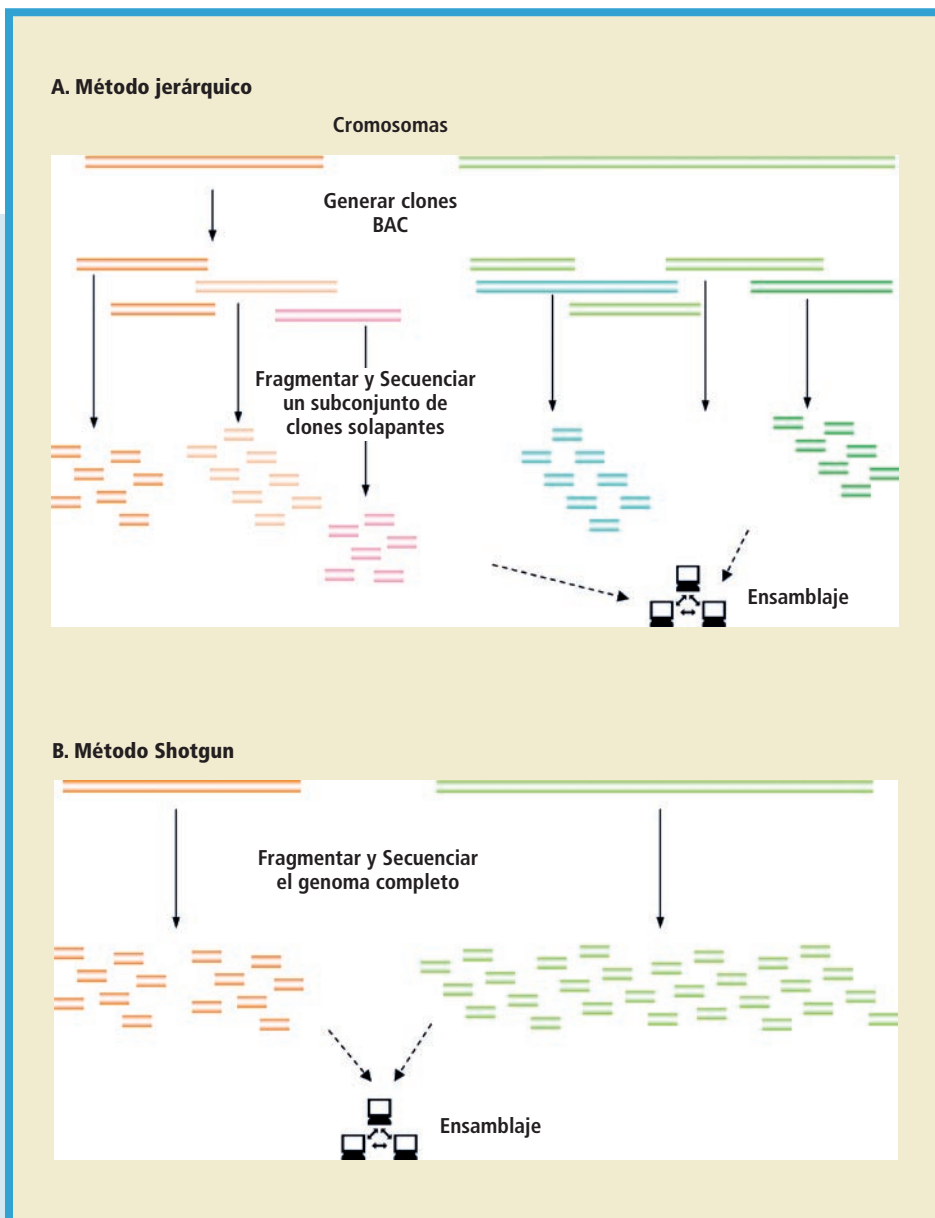 A. Método jerárquico
Cromosomas
Generar clones
BAC
Fragmentar y Secuenciar
un subconjunto de
clones solapantes
Ensamblaje
B. Método Shotgun
Fragmentar y Secuenciar
el genoma completo
Ensamblaje